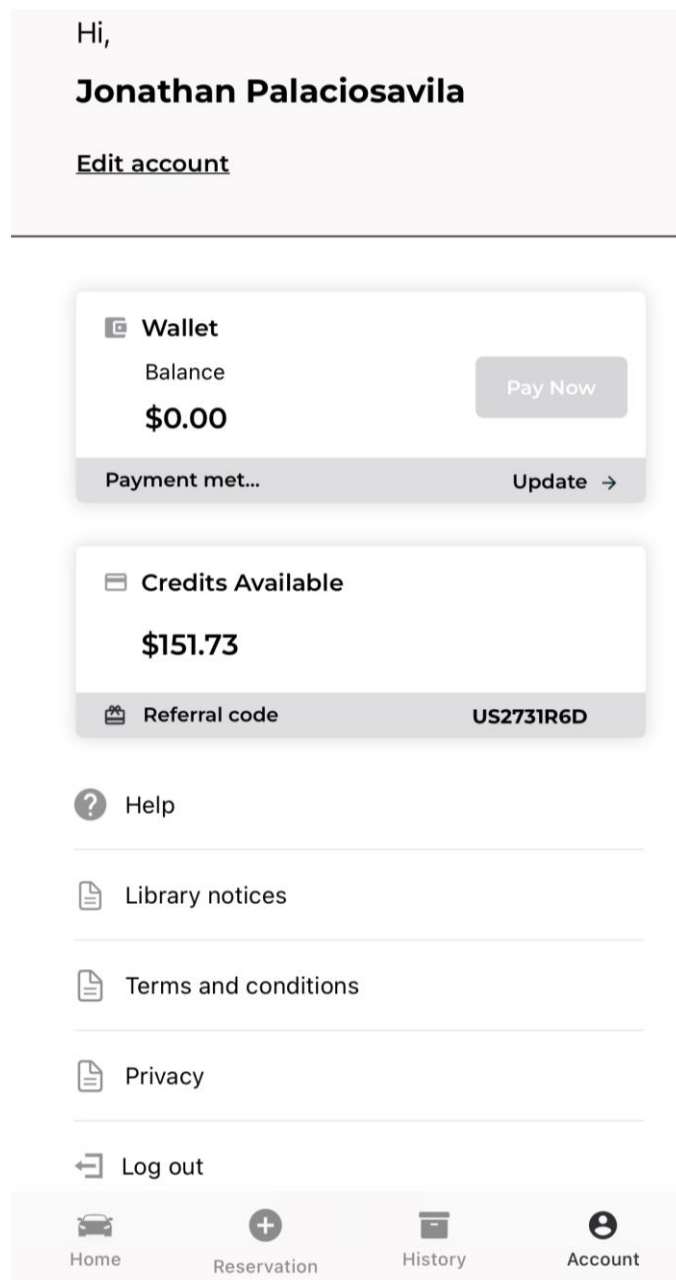 Hi,
Jonathan Palaciosavila
Edit account
Wallet
Balance
$0.00
Pay Now
Payment met...
Update
Credits Available
$151.73
Referral code
US2731R6D
Help
Library notices
Terms and conditions
Privacy
Log out
Home
Reservation
History
Account